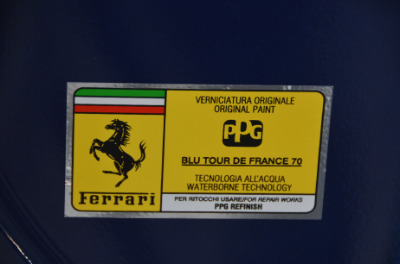 VERNICIATURA ORIGINALE
ORIGINAL PAINT
PPG
BLU TOUR DE FRANCE 70
TECNOLOGIA ALL'ACQUA
WATERBORNE TECHNOLOGY
Ferrari
PER RITOCCHI USARE/FOR REPAIR WORKS
PPG REFINISH